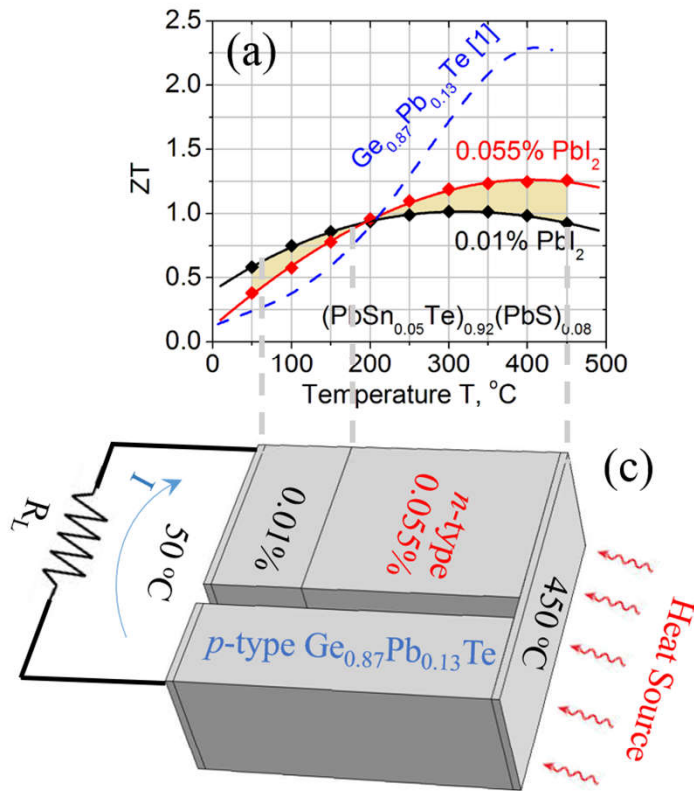 (a)
ZT
2.5
2.0
1.5
1.0
0.5
0.0
Ge0.87Pb0.13Te [1]
0.055% PbI2
0.01% PbI2
(PbSn0.05Te)0.92(PbS)0.08
0 100 200 300 400 500
Temperature T, °C
(c)
RL
I
50 °C
0.01%
n-type
0.055%
450 °C
p-type Ge0.87Pb0.13Te
Heat Source